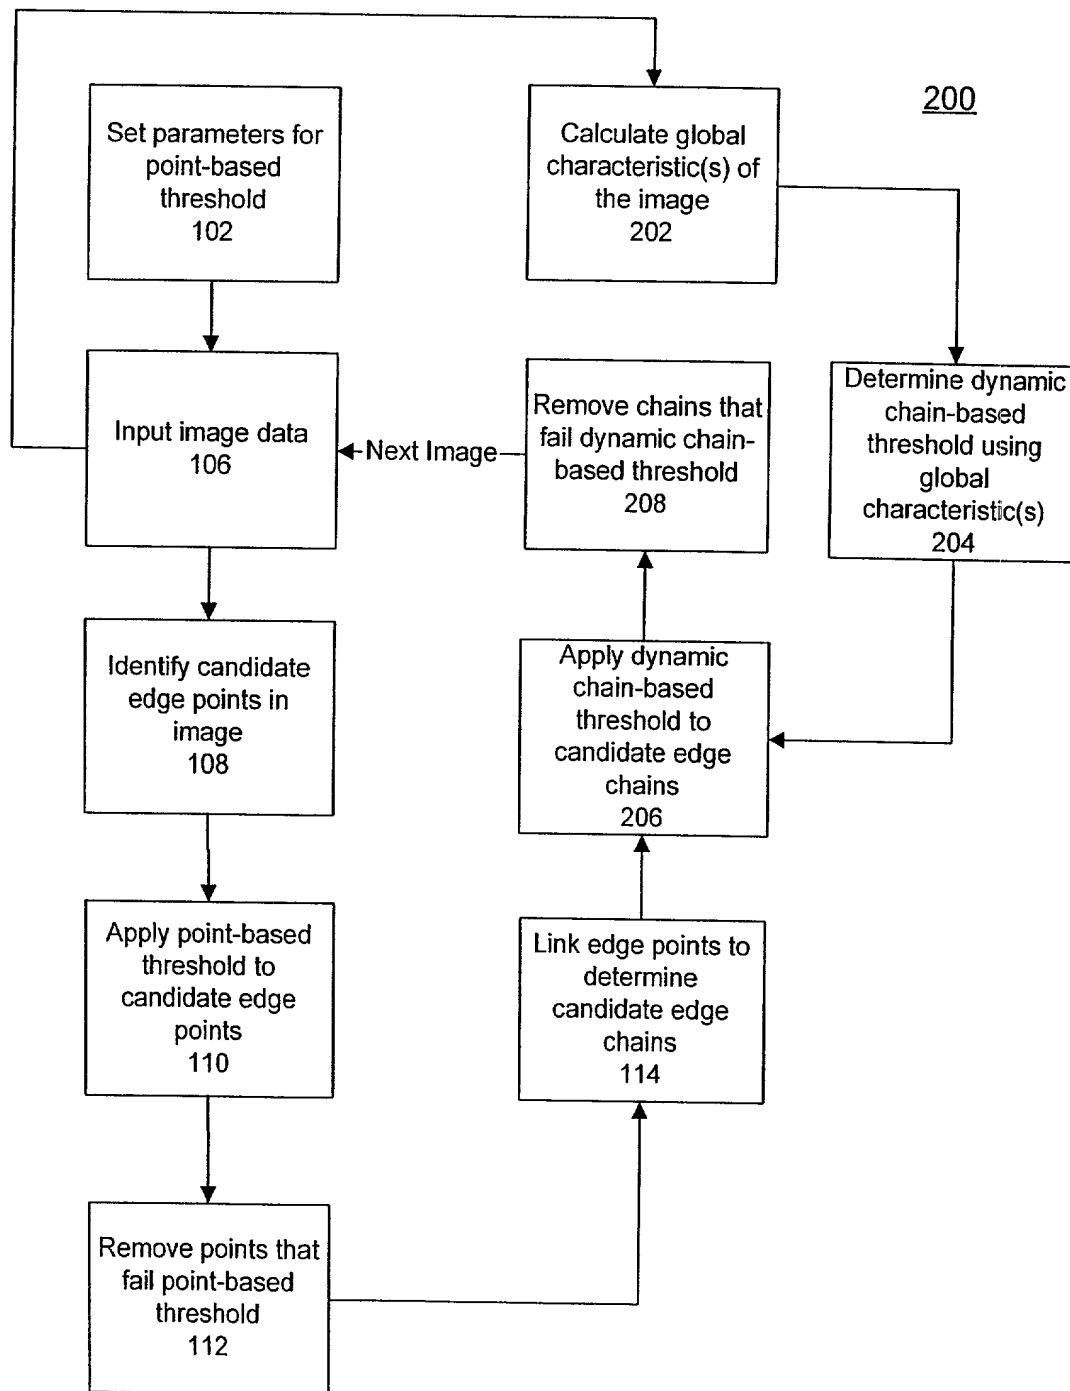 200
Set parameters for
point-based
threshold
102
Calculate global
characteristic(s) of
the image
202
Input image data
106
Next Image
Remove chains that
fail dynamic chain-
based threshold
208
Determine dynamic
chain-based
threshold using
global
characteristic(s)
204
Identify candidate
edge points in
image
108
Apply dynamic
chain-based
threshold to
candidate edge
chains
206
Apply point-based
threshold to
candidate edge
points
110
Link edge points to
determine
candidate edge
chains
114
Remove points that
fail point-based
threshold
112